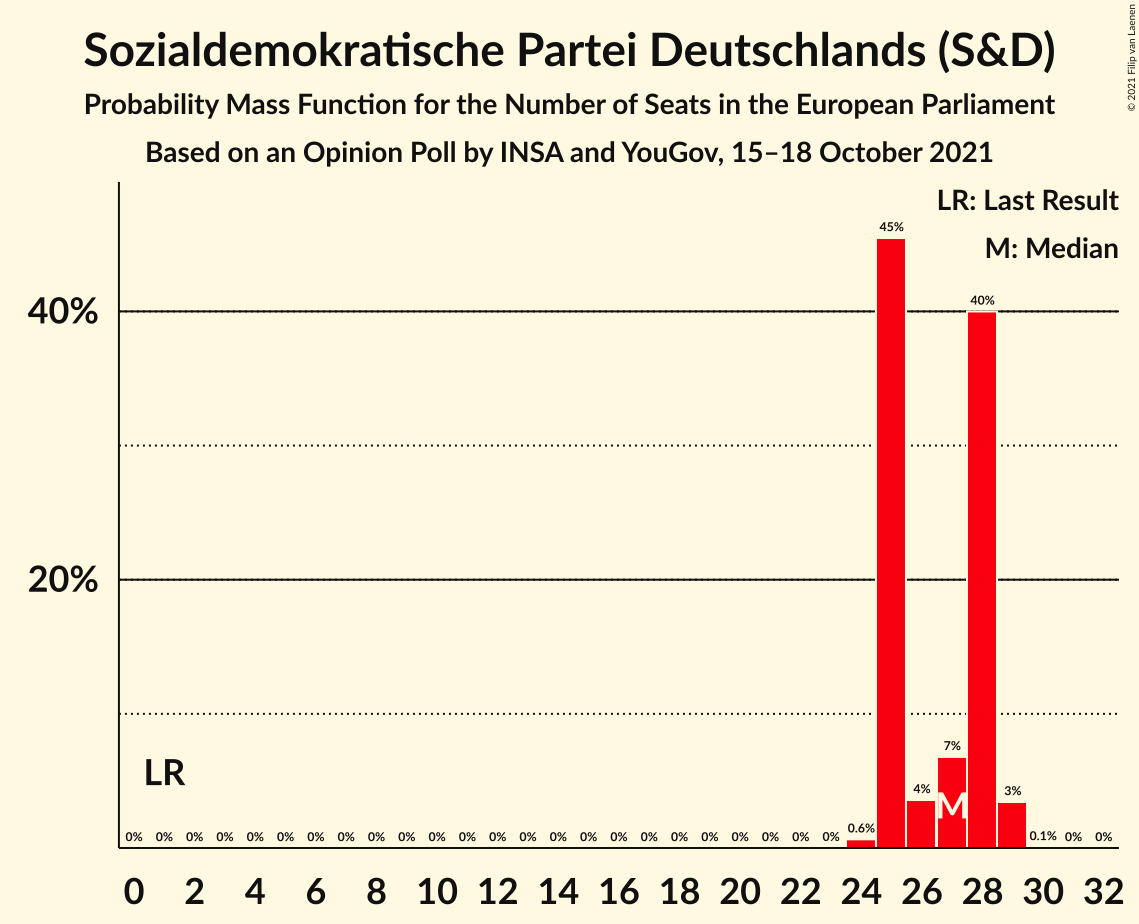 Sozialdemokratische Partei Deutschlands (S&D)
Probability Mass Function for the Number of Seats in the European Parliament
Based on an Opinion Poll by INSA and YouGov, 15–18 October 2021
© 2021 Filip van Laenen
LR: Last Result
M: Median
45%
40%
40%
20%
7%
4%
3%
LR
M
0% 0% 0% 0% 0% 0% 0% 0% 0% 0% 0% 0% 0% 0% 0% 0% 0% 0% 0% 0% 0% 0% 0% 0% 0.6% 0.1% 0% 0%
0 2 4 6 8 10 12 14 16 18 20 22 24 26 28 30 32